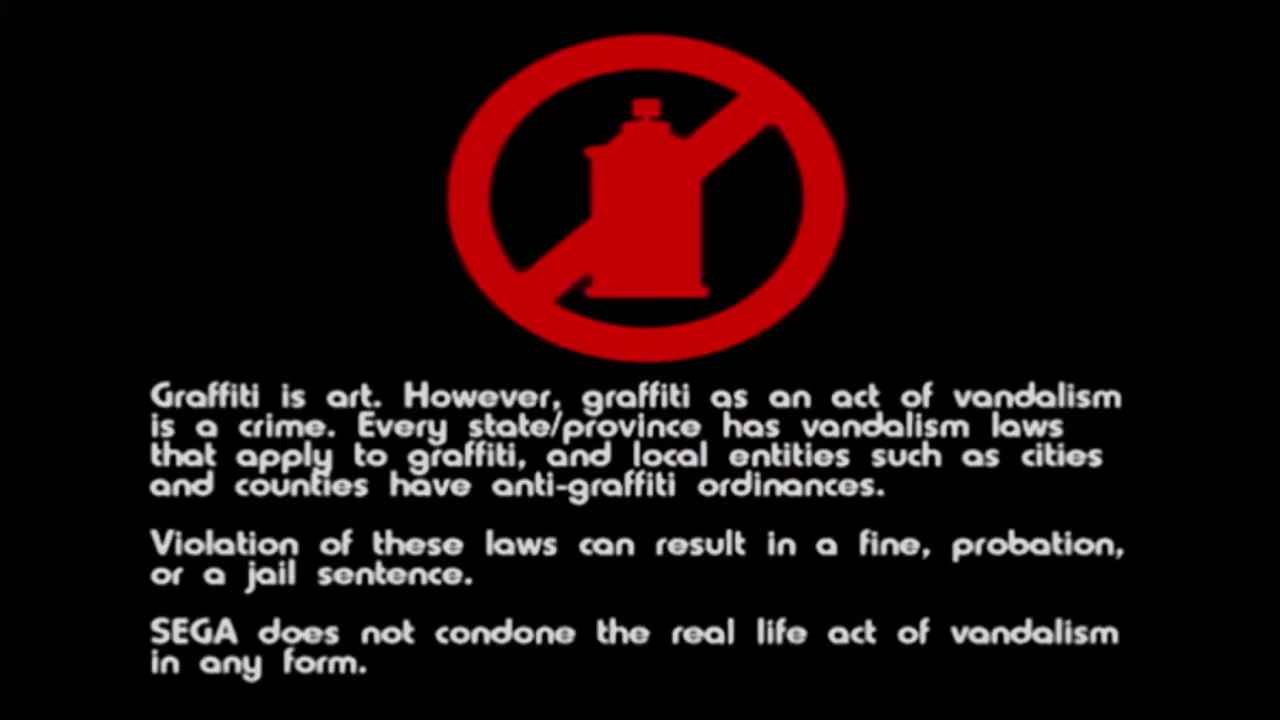 Graffiti is art. However, graffiti as an act of vandalism
is a crime. Every state/province has vandalism laws
that apply to graffiti, and local entities such as cities
and counties have anti-graffiti ordinances.
Violation of these laws can result in a fine, probation,
or a jail sentence.
SEGA does not condone the real life act of vandalism
in any form.